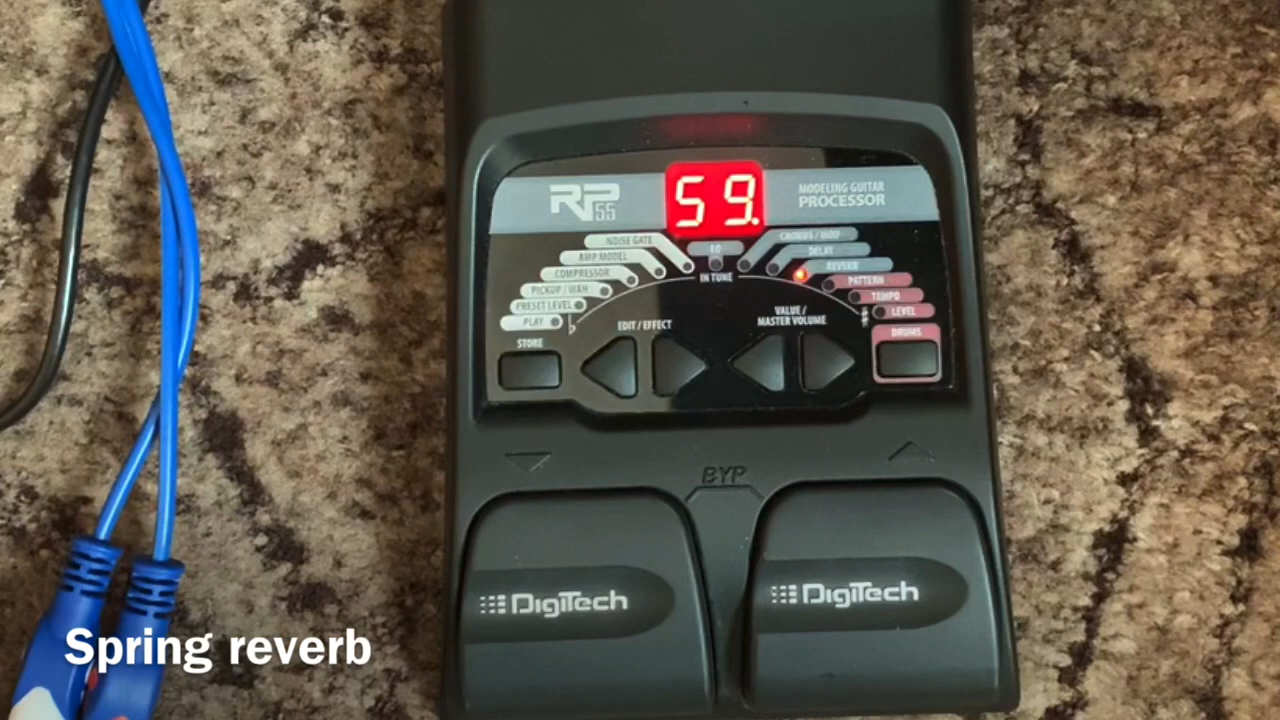 RP55
59.
MODELING GUITAR
PROCESSOR
NOISE GATE
AMP MODEL
COMPRESSOR
PICKUP / WAH
PRESET LEVEL
PLAY
EQ
CHORUS / MOD
DELAY
REVERB
PATTERN
TEMPO
LEVEL
IN TUNE
EDIT / EFFECT
VALUE /
MASTER VOLUME
STORE
DRUMS
BYP
DigiTech
DigiTech
Spring reverb